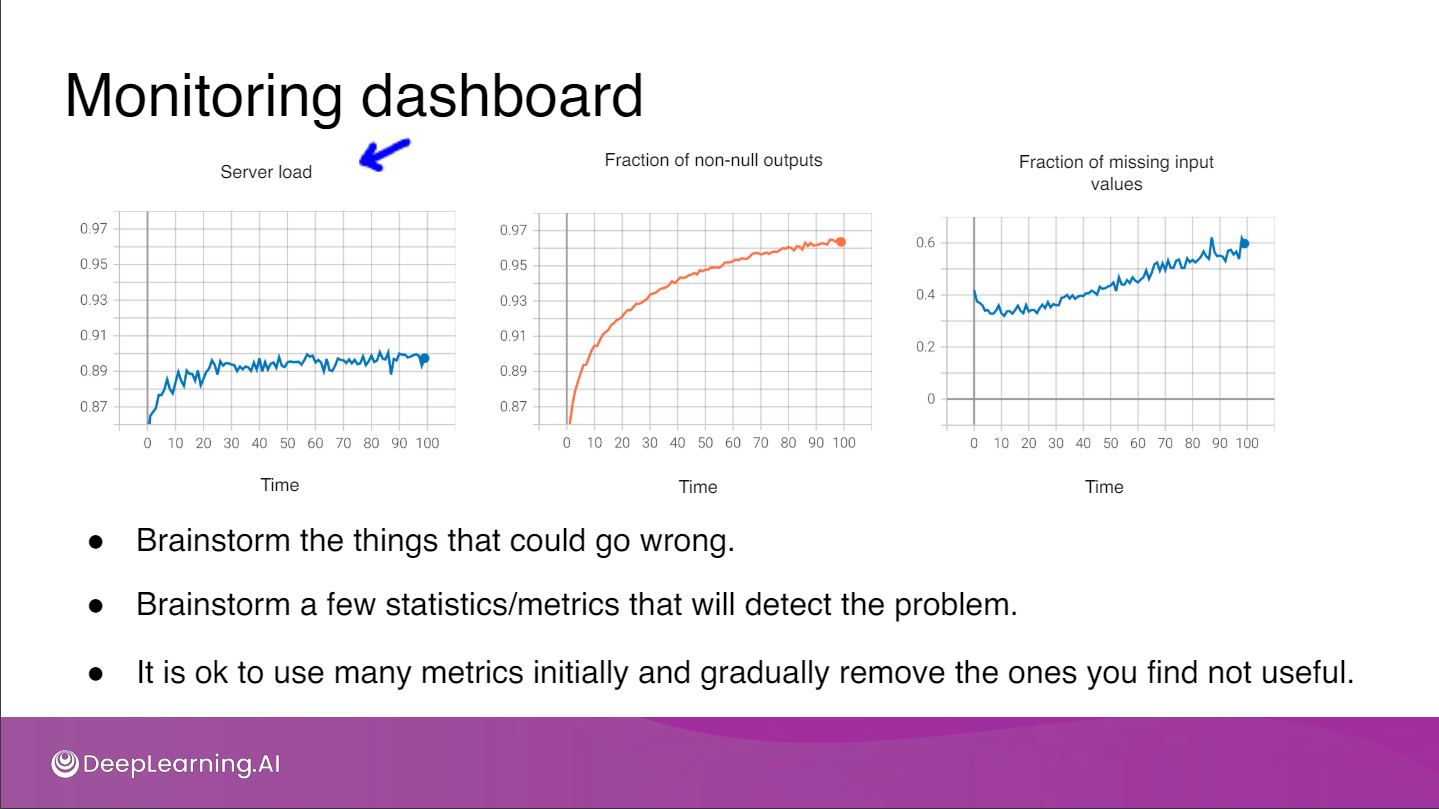 Monitoring dashboard
Server load
0.97
0.95
0.93
0.91
0.89
0.87
0 10 20 30 40 50 60 70 80 90 100
Time
Fraction of non-null outputs
0.97
0.95
0.93
0.91
0.89
0.87
0 10 20 30 40 50 60 70 80 90 100
Time
Fraction of missing input
values
0.6
0.4
0.2
0
0 10 20 30 40 50 60 70 80 90 100
Time
● Brainstorm the things that could go wrong.
● Brainstorm a few statistics/metrics that will detect the problem.
● It is ok to use many metrics initially and gradually remove the ones you find not useful.
DeepLearning.AI